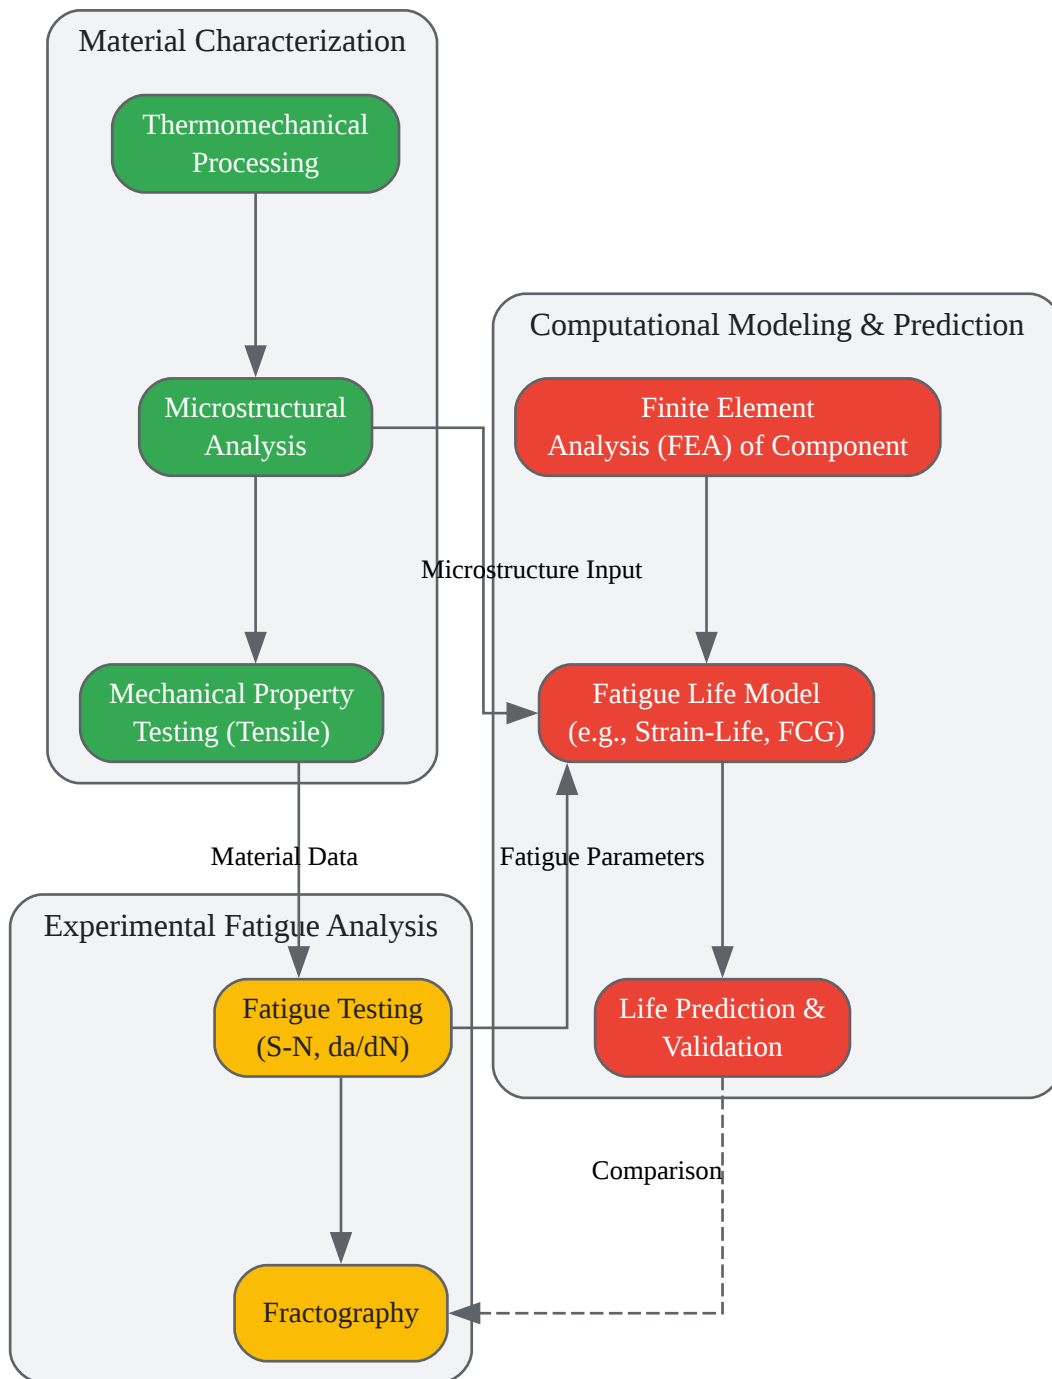 Material Characterization
Thermomechanical
Processing
Microstructural
Analysis
Mechanical Property
Testing (Tensile)
Computational Modeling & Prediction
Finite Element
Analysis (FEA) of Component
Microstructure Input
Fatigue Life Model
(e.g., Strain-Life, FCG)
Material Data
Fatigue Parameters
Experimental Fatigue Analysis
Fatigue Testing
(S-N, da/dN)
Life Prediction &
Validation
Comparison
Fractography